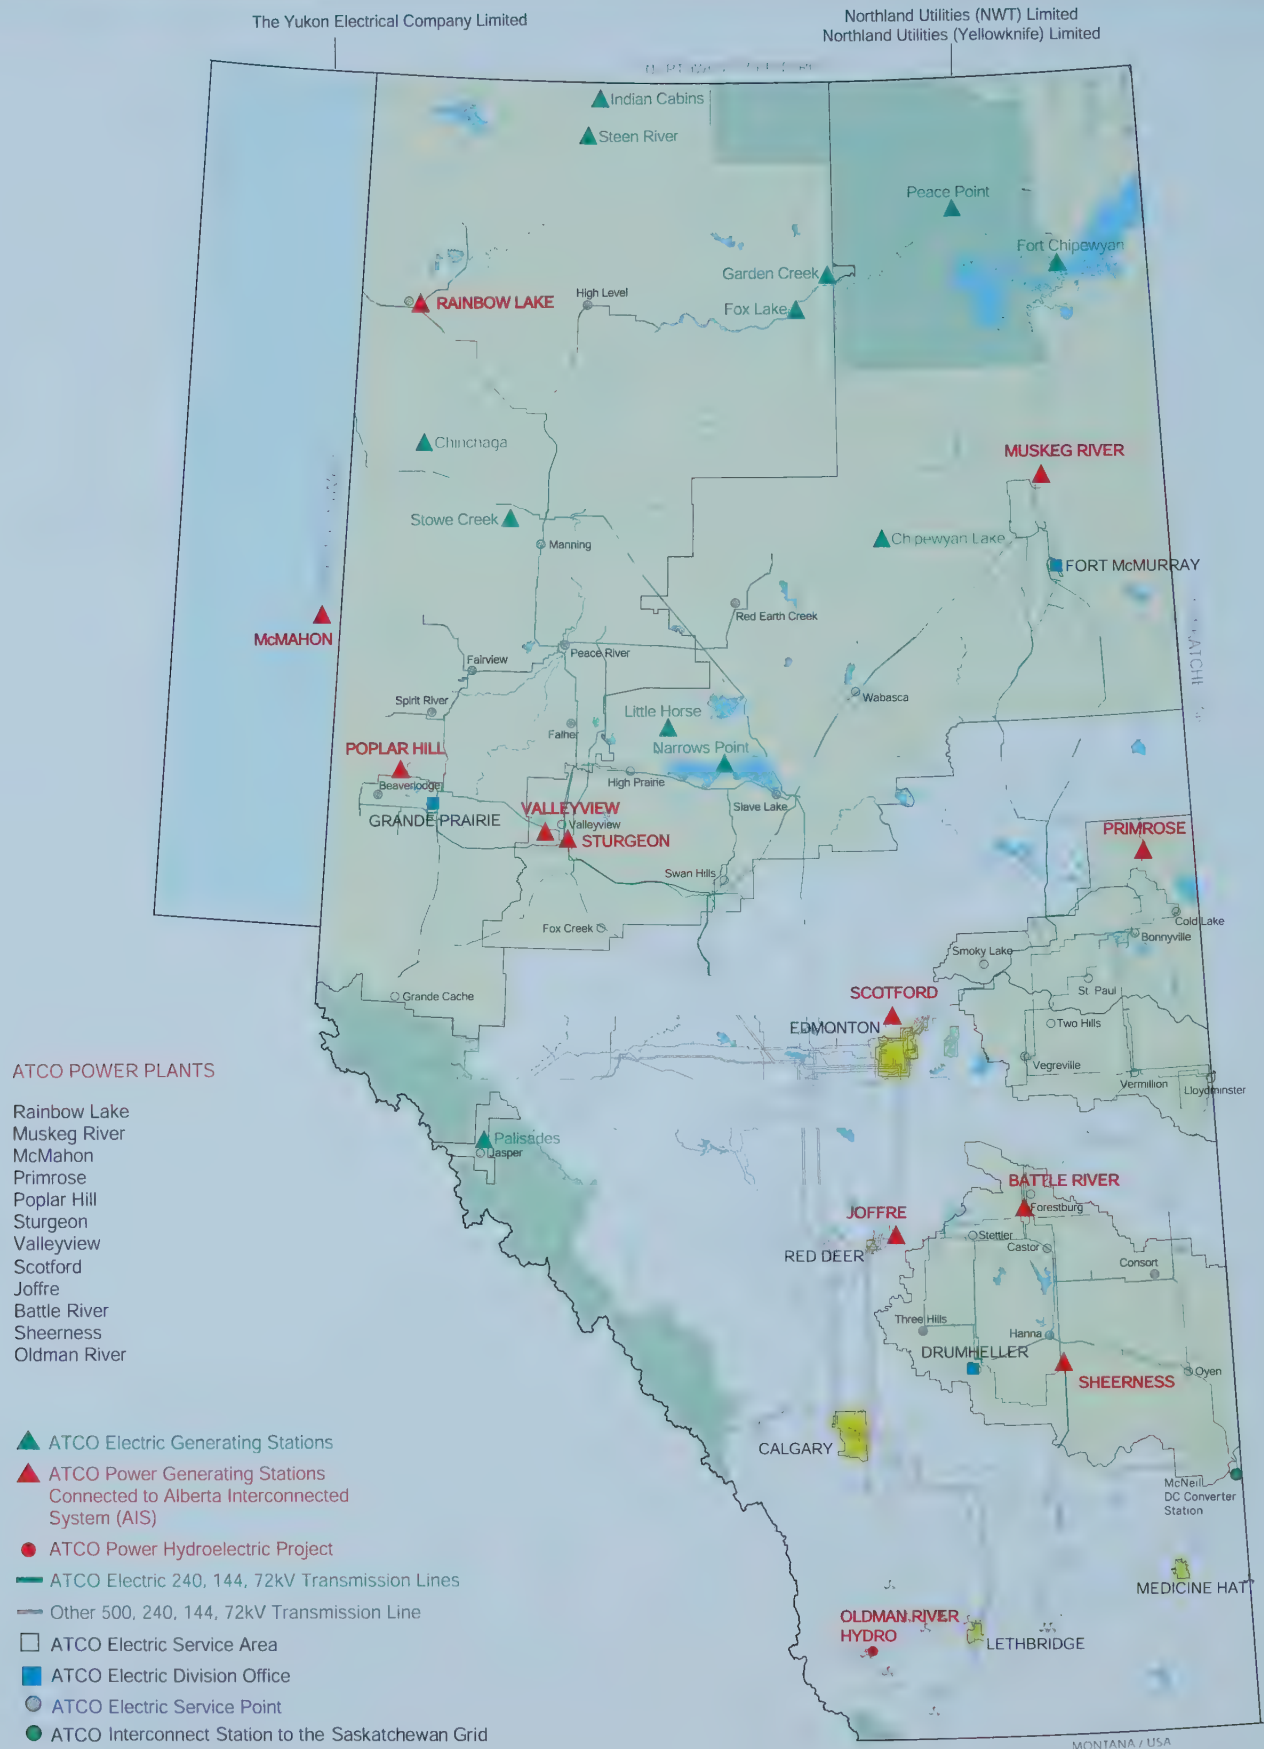 The Yukon Electrical Company Limited
Northland Utilities (NWT) Limited
Northland Utilities (Yellowknife) Limited
Indian Cabins
Steen River
Peace Point
Fort Chipewyan
Garden Creek
Fox Lake
RAINBOW LAKE
High Level
Chinchaga
MUSKEG RIVER
Stowe Creek
Manning
Chipewyan Lake
FORT McMURRAY
McMAHON
Red Earth Creek
Peace River
Fairview
Wabasca
Spirit River
Little Horse
Falher
Narrows Point
POPLAR HILL
Beaverlodge
High Prairie
Slave Lake
GRANDE PRAIRIE
VALLEYVIEW
Valleyview
STURGEON
PRIMROSE
Swan Hills
Cold Lake
Fox Creek
Bonnyville
Smoky Lake
Grande Cache
St. Paul
SCOTFORD
EDMONTON
Two Hills
Vegreville
Vermillion
Lloydminster
Palisades
Jasper
BATTLE RIVER
Forestburg
JOFFRE
RED DEER
Stettler
Castor
Consort
Three Hills
Hanna
DRUMHELLER
Oyen
SHEERNESS
CALGARY
McNeill
DC Converter
Station
MEDICINE HAT
OLDMAN RIVER
HYDRO
LETHBRIDGE
MONTANA / USA
ATCO POWER PLANTS
Rainbow Lake
Muskeg River
McMahon
Primrose
Poplar Hill
Sturgeon
Valleyview
Scotford
Joffre
Battle River
Sheerness
Oldman River
ATCO Electric Generating Stations
ATCO Power Generating Stations
Connected to Alberta Interconnected
System (AIS)
ATCO Power Hydroelectric Project
ATCO Electric 240, 144, 72kV Transmission Lines
Other 500, 240, 144, 72kV Transmission Line
ATCO Electric Service Area
ATCO Electric Division Office
ATCO Electric Service Point
ATCO Interconnect Station to the Saskatchewan Grid